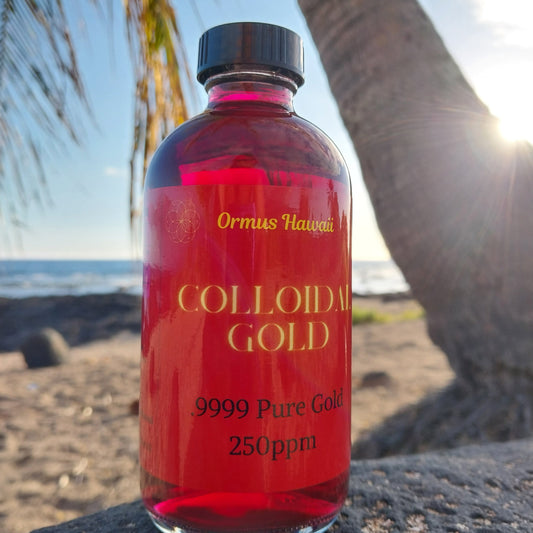 Ormus Hawaii
COLLOIDAL
GOLD
.9999 Pure Gold
250ppm